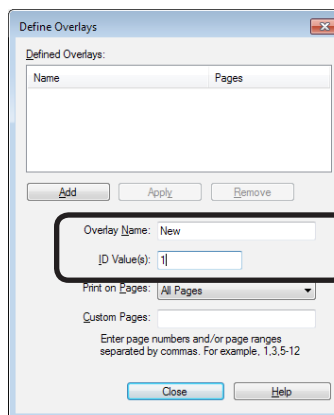 Define Overlays
Defined Overlays:
Name Pages
Add Apply Remove
Overlay Name: New
ID Value(s): 1
Print on Pages: All Pages
Custom Pages:
Enter page numbers and/or page ranges
separated by commas. For example, 1,3,5-12
Close Help